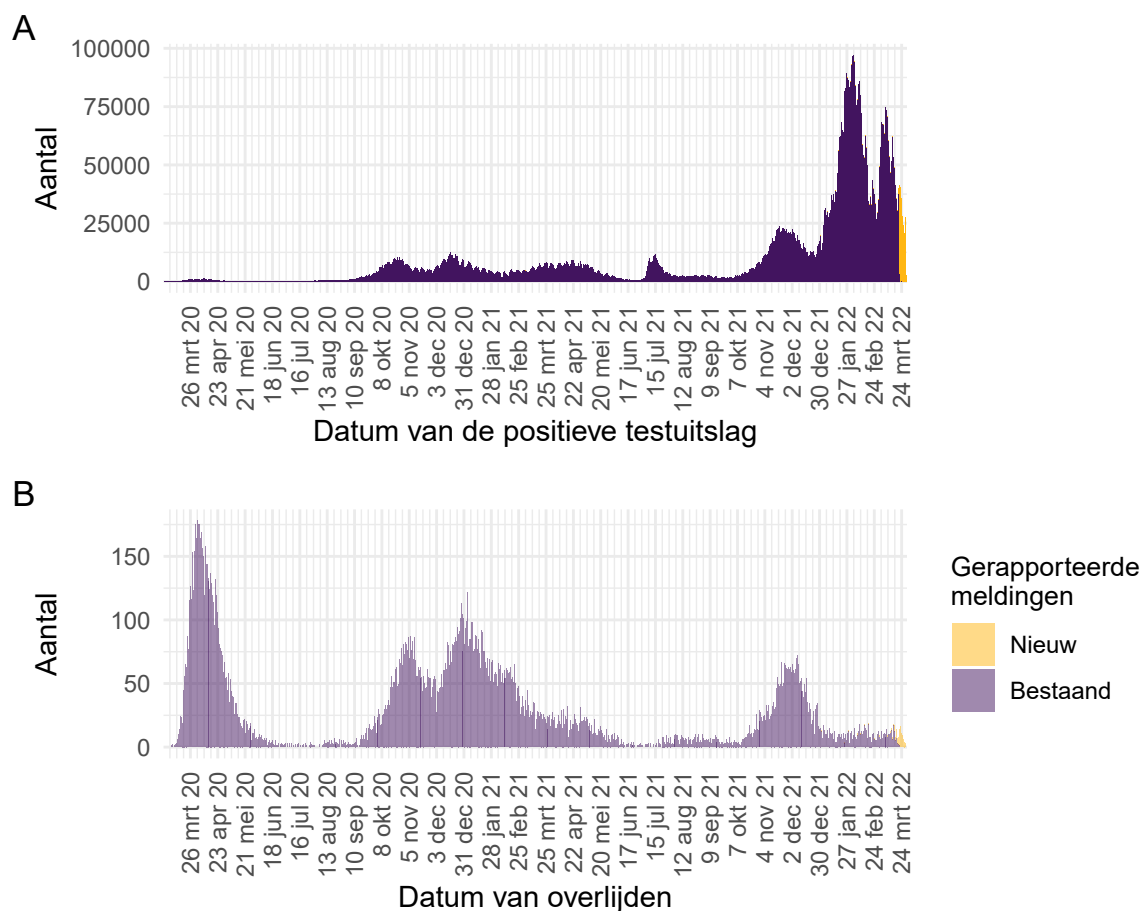 A
100000
75000
50000
25000
0
Aantal
26 mrt 20
23 apr 20
21 mei 20
18 jun 20
16 jul 20
13 aug 20
10 sep 20
8 okt 20
5 nov 20
3 dec 20
31 dec 20
28 jan 21
25 feb 21
25 mrt 21
22 apr 21
20 mei 21
17 jun 21
15 jul 21
12 aug 21
9 sep 21
7 okt 21
4 nov 21
2 dec 21
30 dec 21
27 jan 22
24 feb 22
24 mrt 22
Datum van de positieve testuitslag
B
150
100
50
0
Aantal
26 mrt 20
23 apr 20
21 mei 20
18 jun 20
16 jul 20
13 aug 20
10 sep 20
8 okt 20
5 nov 20
3 dec 20
31 dec 20
28 jan 21
25 feb 21
25 mrt 21
22 apr 21
20 mei 21
17 jun 21
15 jul 21
12 aug 21
9 sep 21
7 okt 21
4 nov 21
2 dec 21
30 dec 21
27 jan 22
24 feb 22
24 mrt 22
Datum van overlijden
Gerapporteerde
meldingen
Nieuw
Bestaand